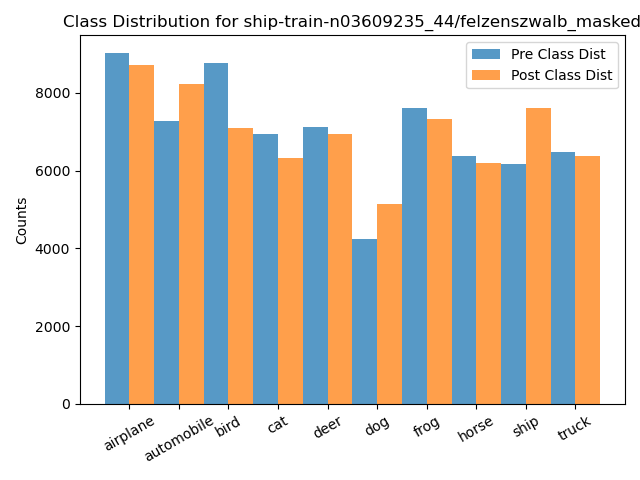 Class Distribution for ship-train-n03609235_44/felzenszwalb_masked
Pre Class Dist
Post Class Dist
Counts
8000
6000
4000
2000
0
airplane
automobile
bird
cat
deer
dog
frog
horse
ship
truck